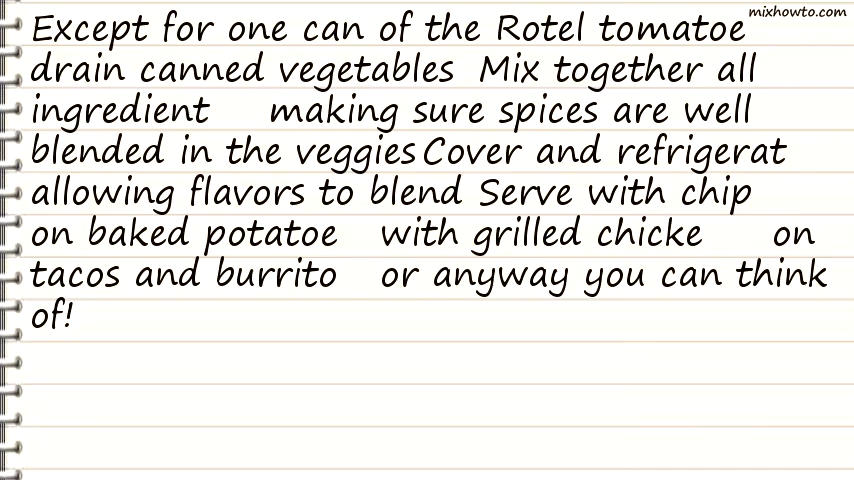 mixhowto.com
Except for one can of the Rotel tomatoe
drain canned vegetables Mix together all
ingredient making sure spices are well
blended in the veggies Cover and refrigerat
allowing flavors to blend Serve with chip
on baked potatoe with grilled chicke on
tacos and burrito or anyway you can think
of!